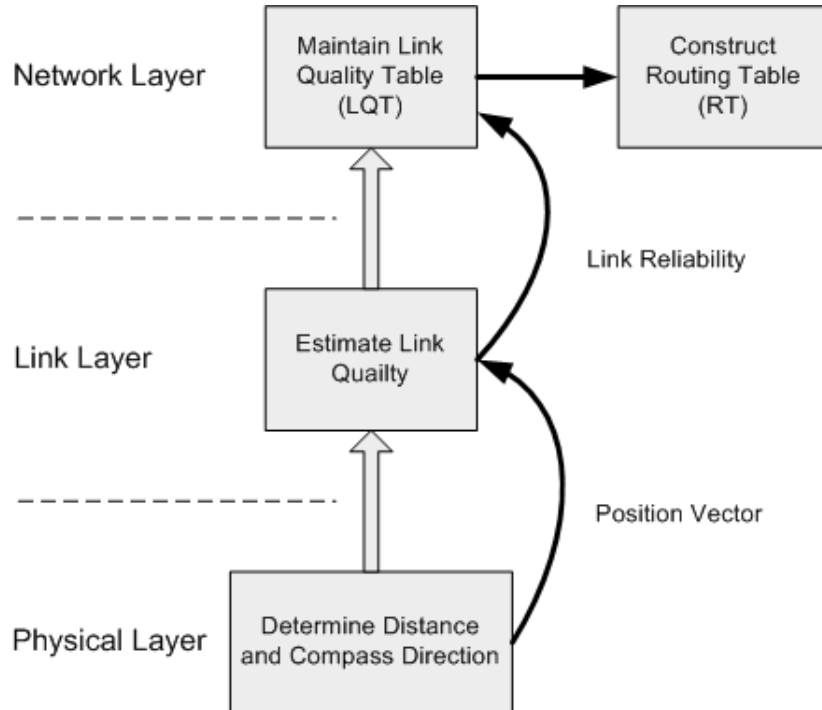 Network Layer
Maintain Link
Quality Table
(LQT)
Construct
Routing Table
(RT)
Link Reliability
Link Layer
Estimate Link
Quailty
Position Vector
Physical Layer
Determine Distance
and Compass Direction